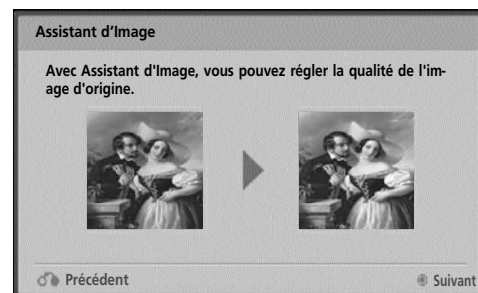 Assistant d'Image
Avec Assistant d'Image, vous pouvez régler la qualité de l'im-
age d'origine.
Précédent
Suivant